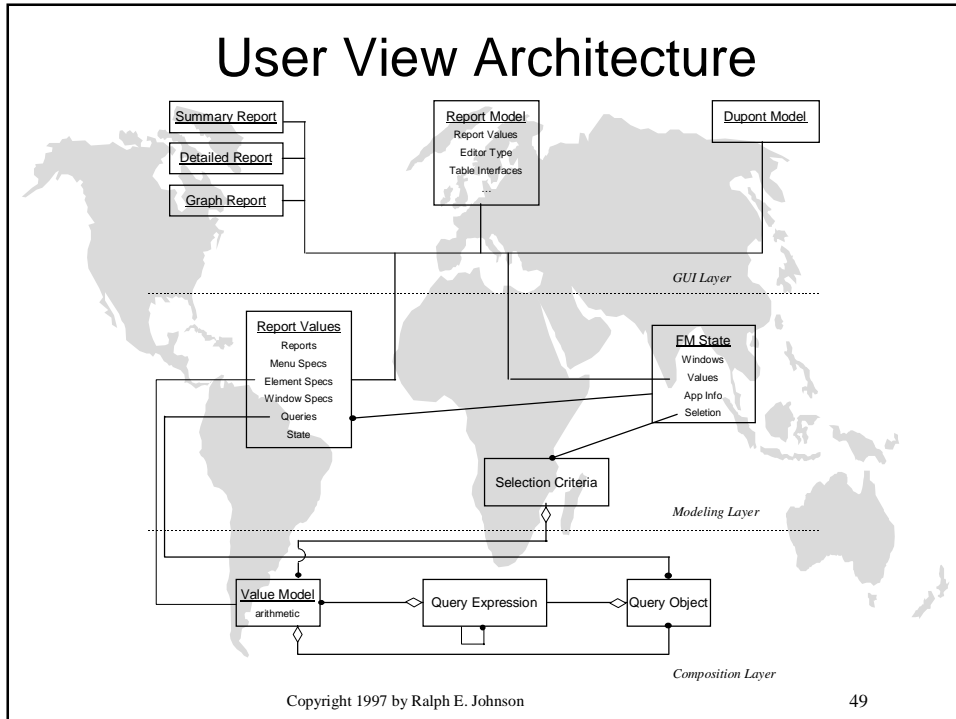 User View Architecture
Summary Report
Detailed Report
Graph Report
Report Model
Report Values
Editor Type
Table Interfaces
...
Dupont Model
GUI Layer
Report Values
Reports
Menu Specs
Element Specs
Window Specs
Queries
State
FM State
Windows
Values
App Info
Seletion
Selection Criteria
Modeling Layer
Value Model
arithmetic
Query Expression
Query Object
Composition Layer
Copyright 1997 by Ralph E. Johnson
49